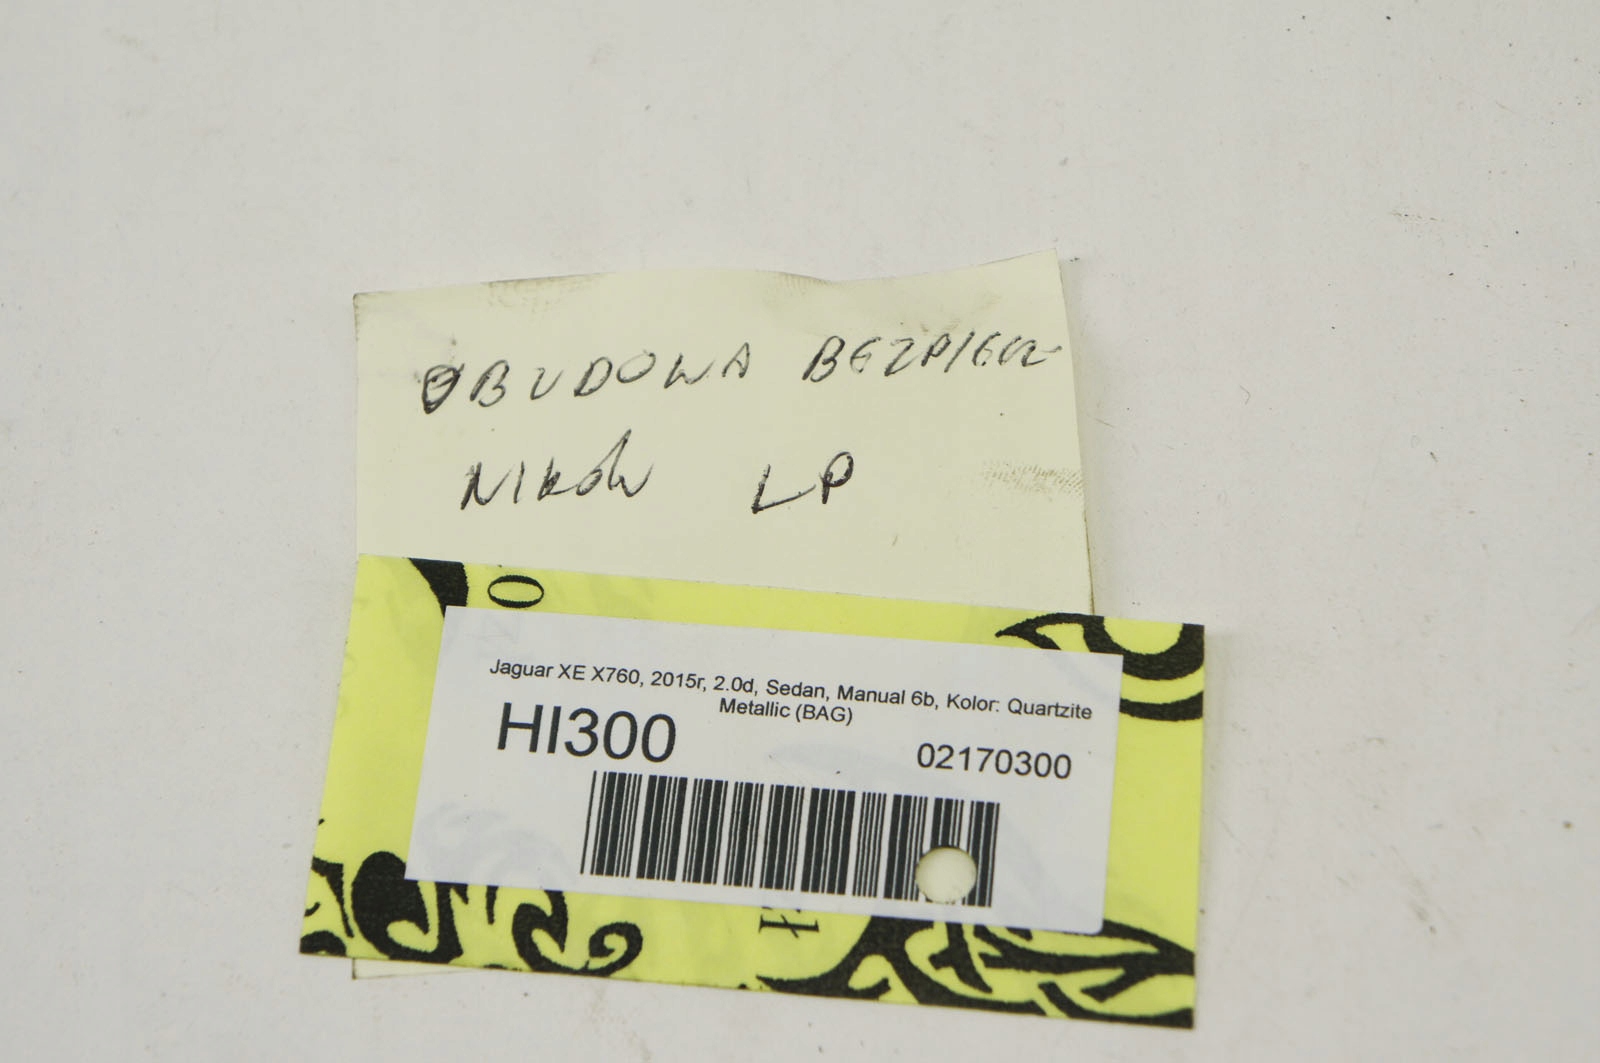 OBUDOWA BEZPIECZ-
NIKÓW LP
O
Jaguar XE X760, 2015r, 2.0d, Sedan, Manual 6b, Kolor: Quartzite
Metallic (BAG)
HI300 02170300